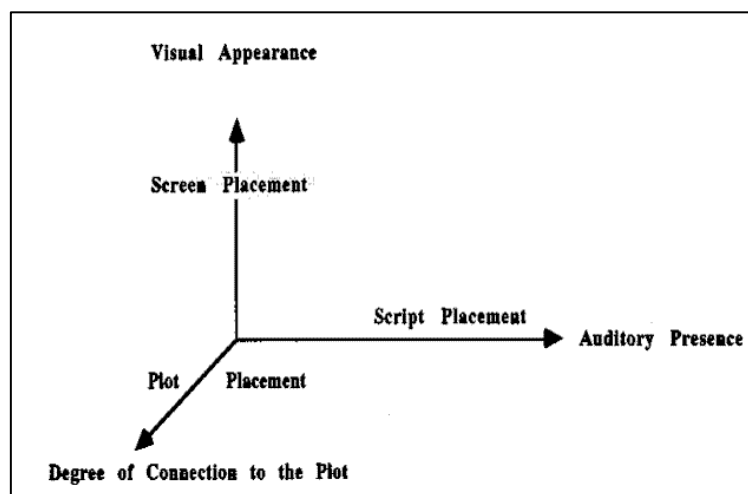 Visual Appearance
Screen Placement
Script Placement
Auditory Presence
Plot Placement
Degree of Connection to the Plot